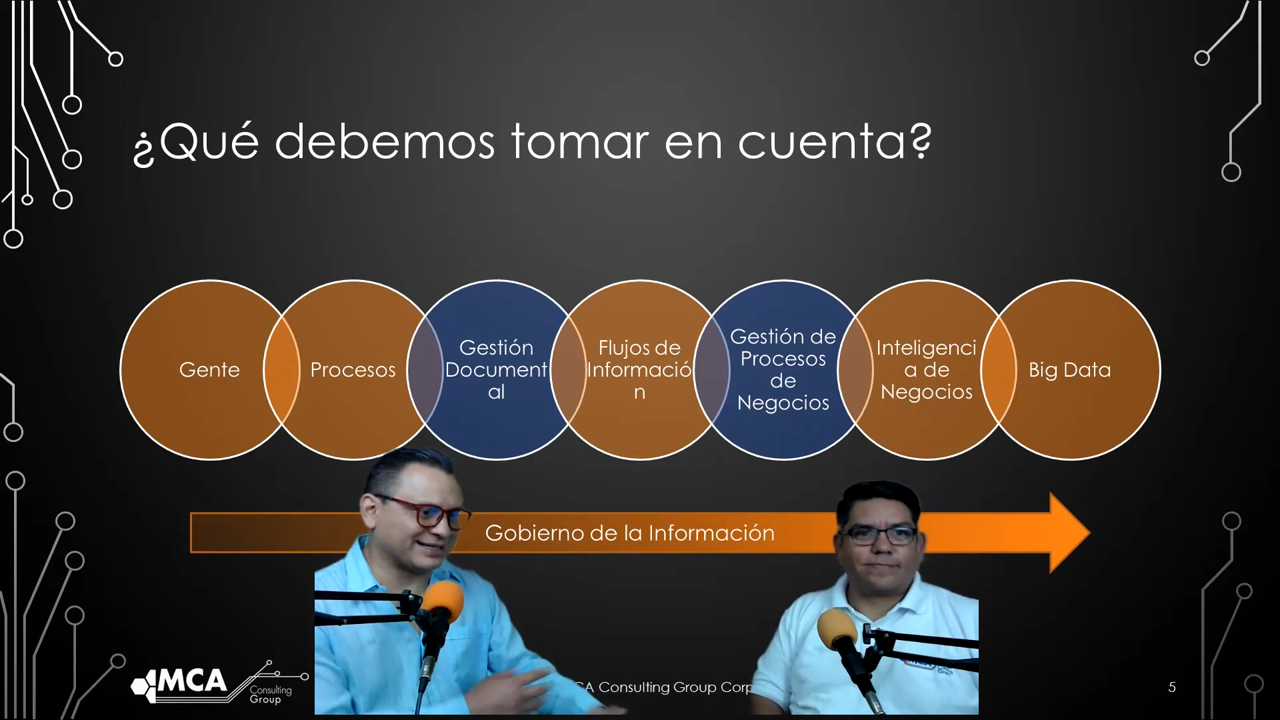 ¿Qué debemos tomar en cuenta?
Gente
Procesos
Gestión
Document
al
Flujos de
Informació
n
Gestión de
Procesos
de
Negocios
Inteligenci
a de
Negocios
Big Data
Gobierno de la Información
MCA
Consulting
Group
CA Consulting Group Corp
5